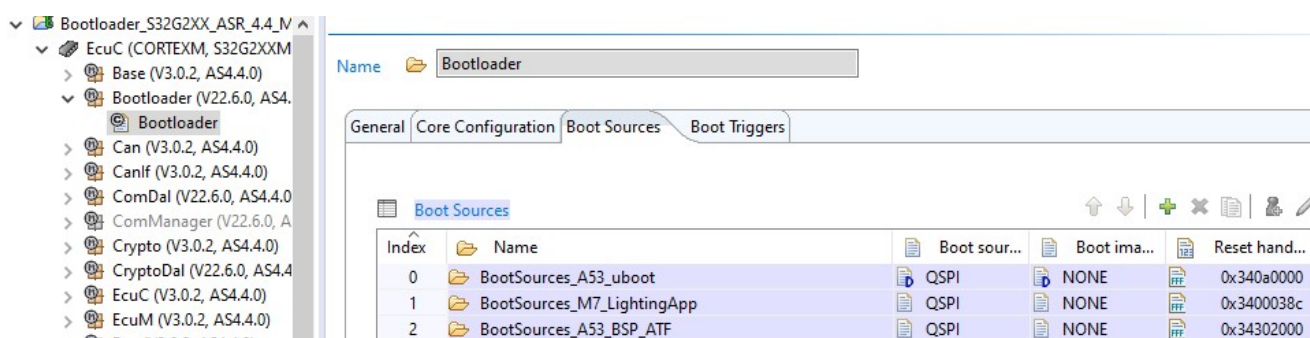 Bootloader_S32G2XX_ASR_4.4_M
EcuC (CORTEXM, S32G2XXM
Base (V3.0.2, AS4.4.0)
Bootloader (V22.6.0, AS4.
Bootloader
Can (V3.0.2, AS4.4.0)
CanIf (V3.0.2, AS4.4.0)
ComDal (V22.6.0, AS4.4.0
ComManager (V22.6.0, A
Crypto (V3.0.2, AS4.4.0)
CryptoDal (V22.6.0, AS4.4
EcuC (V3.0.2, AS4.4.0)
EcuM (V3.0.2, AS4.4.0)
Name Bootloader
General Core Configuration Boot Sources Boot Triggers
Boot Sources
Index Name Boot sour... Boot ima... Reset hand...
0 BootSources_A53_uboot QSPI NONE 0x340a0000
1 BootSources_M7_LightingApp QSPI NONE 0x3400038c
2 BootSources_A53_BSP_ATF QSPI NONE 0x34302000